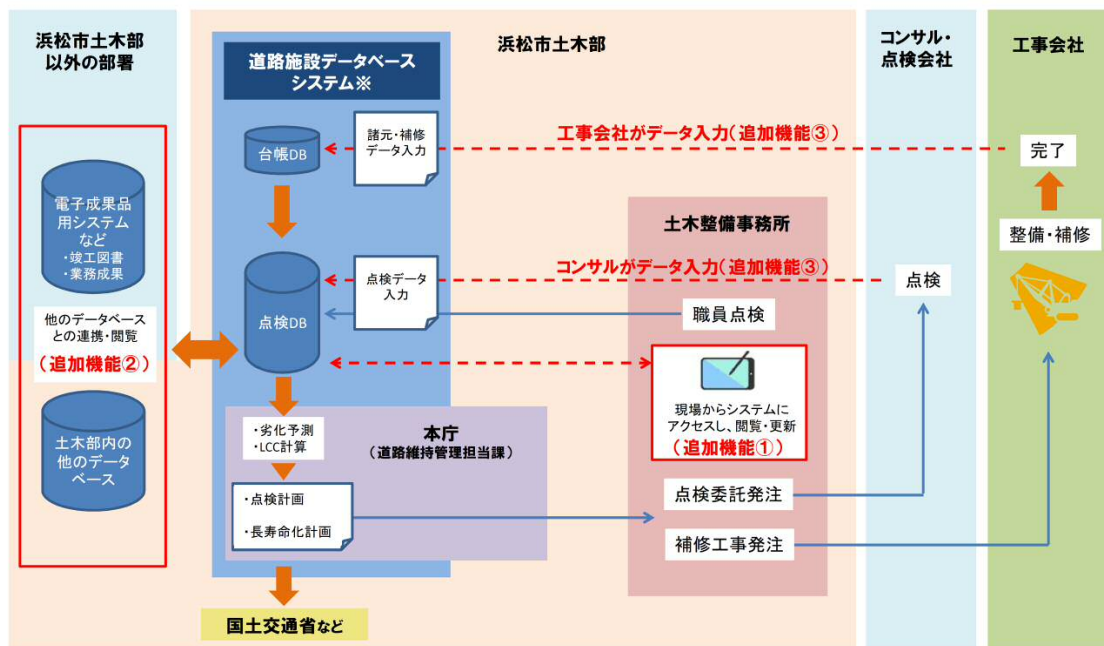 浜松市土木部
以外の部署
浜松市土木部
コンサル・
点検会社
工事会社
道路施設データベース
システム※
台帳DB
諸元・補修
データ入力
工事会社がデータ入力(追加機能③)
完了
電子成果品
用システム
など
・竣工図書
・業務成果
土木整備事務所
整備・補修
コンサルがデータ入力(追加機能③)
点検
点検DB
点検データ
入力
職員点検
他のデータベース
との連携・閲覧
(追加機能②)
現場からシステムに
アクセスし、閲覧・更新
(追加機能①)
土木部内の
他のデータ
ベース
・劣化予測
・LCC計算
本庁
(道路維持管理担当課)
・点検計画
・長寿命化計画
点検委託発注
補修工事発注
国土交通省など